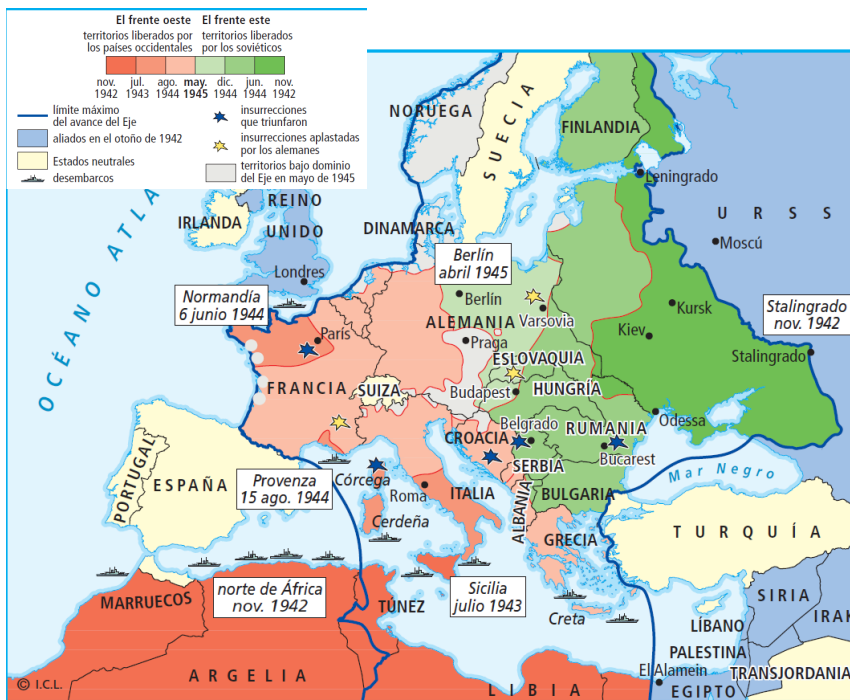 El frente oeste
territorios liberados por
los países occidentales
El frente este
territorios liberados
por los soviéticos
nov. jul. ago. may. dic. jun. nov.
1942 1943 1944 1945 1944 1944 1942
límite máximo
del avance del Eje
aliados en el otoño de 1942
Estados neutrales
desembarcos
insurrecciones
que triunfaron
insurrecciones aplastadas
por los alemanes
territorios bajo dominio
del Eje en mayo de 1945
NORUEGA
SUECIA
FINLANDIA
Leningrado
OCÉANO ATLA
REINO
UNIDO
IRLANDA
DINAMARCA
URSS
Moscú
Londres
Berlín
abril 1945
Normandía
6 junio 1944
Berlín
Varsovia
Kursk
Stalingrado
nov. 1942
París
ALEMANIA
Praga
Kiev
Stalingrado
ESLOVAQUIA
FRANCIA
SUIZA
Budapest
HUNGRÍA
Odessa
CROACIA
Belgrado
RUMANIA
Bucarest
SERBIA
Mar Negro
PORTUGAL
ESPAÑA
Provenza
15 ago. 1944
Córcega
Roma
ITALIA
ALBANIA
BULGARIA
Cerdeña
GRECIA
TURQUÍA
MARRUECOS
norte de África
nov. 1942
TÚNEZ
Sicilia
julio 1943
Creta
SIRIA
IRAK
LÍBANO
PALESTINA
TRANSJORDANIA
El Alamein
EGIPTO
ARGELIA
LIBIA
© I.C.L.